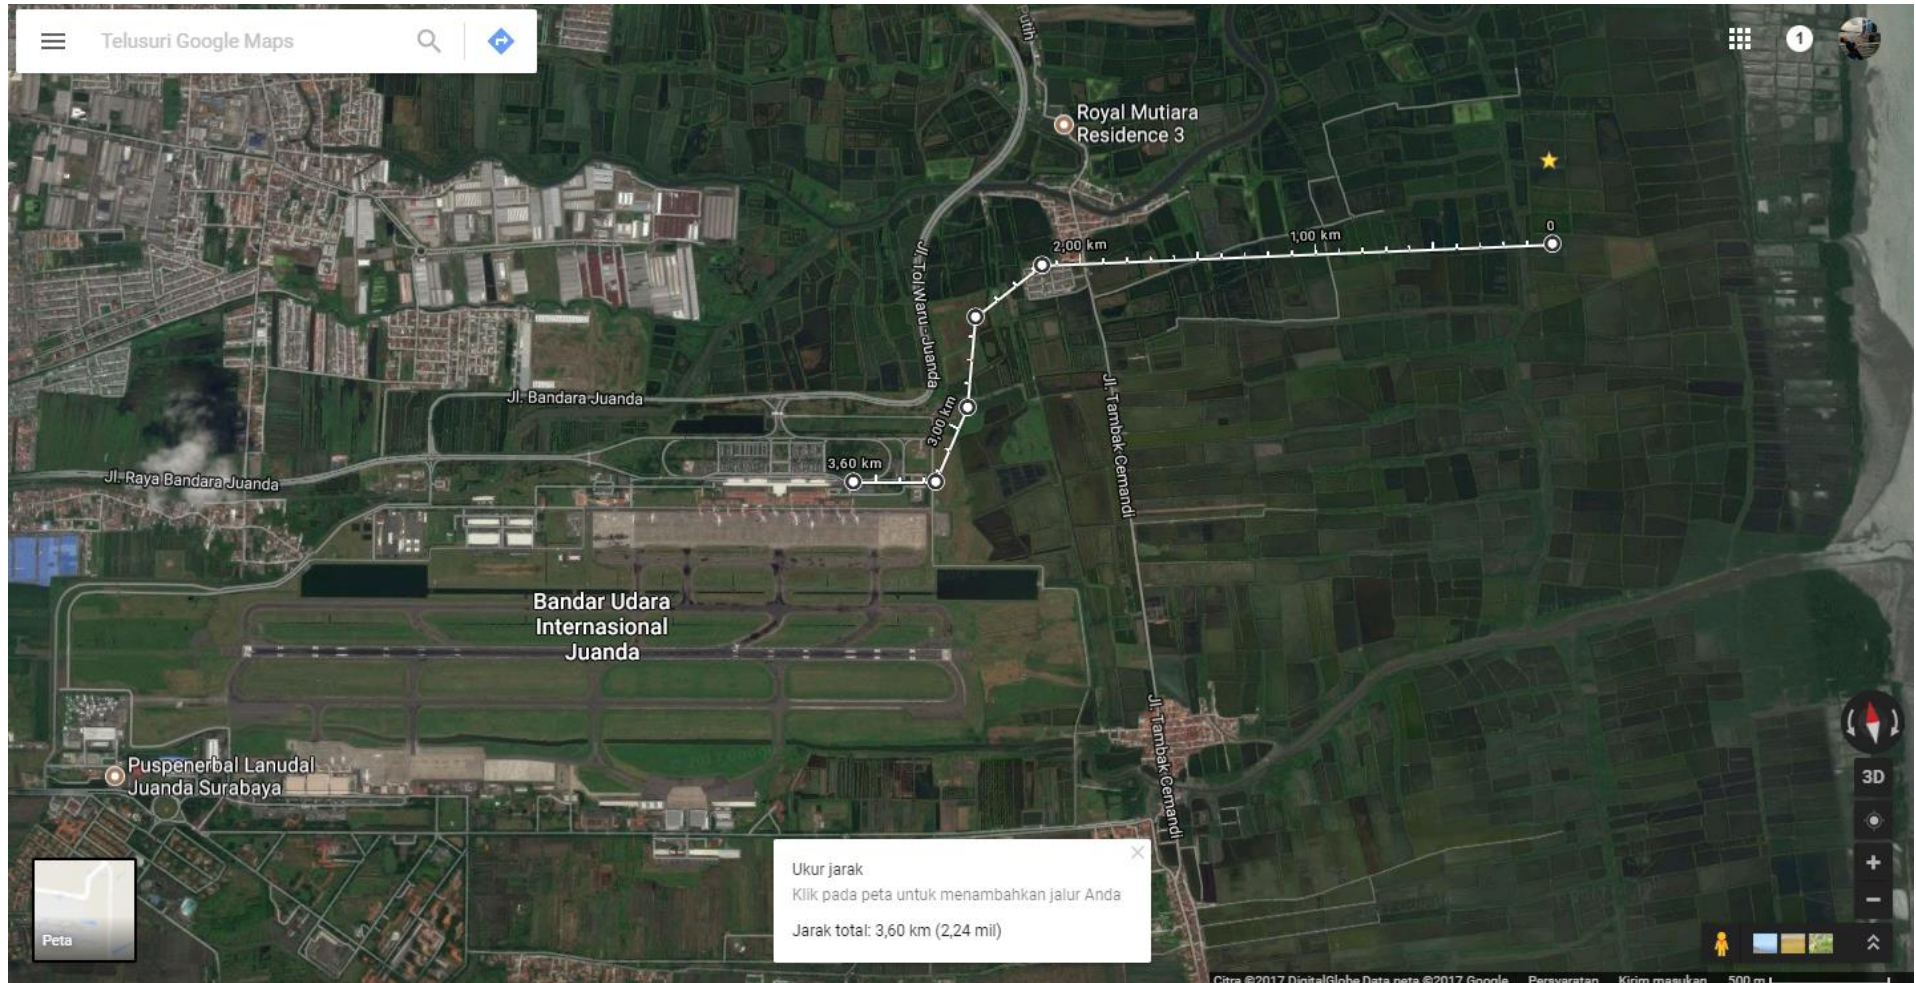 Telusuri Google Maps
1
Putih
Royal Mutiara
Residence 3
0
1,00 km
2,00 km
Jl. Tol Waru - Juanda
Jl. Bandara Juanda
Jl. Tambak Cemandi
3,00 km
3,60 km
Jl. Raya Bandara Juanda
Bandar Udara
Internasional
Juanda
Jl. Tambak Cemandi
Puspenerbal Lanudal
Juanda Surabaya
3D
Ukur jarak
Klik pada peta untuk menambahkan jalur Anda
Jarak total: 3,60 km (2,24 mil)
Peta
Citra ©2017 DigitalGlobe Data peta ©2017 Google Persyaratan Kirim masukan 500 m